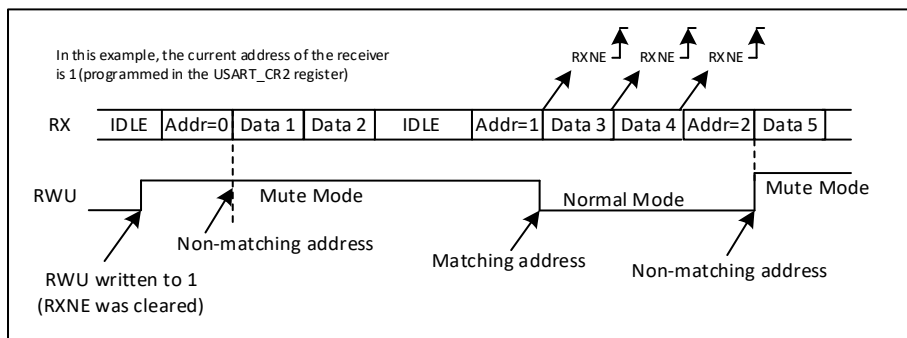 In this example, the current address of the receiver
is 1(programmed in the USART_CR2 register)
RXNE RXNE RXNE
RX IDLE Addr=0 Data 1 Data 2 IDLE Addr=1 Data 3 Data 4 Addr=2 Data 5
RWU Mute Mode Normal Mode Mute Mode
Non-matching address Matching address Non-matching address
RWU written to 1
(RXNE was cleared)